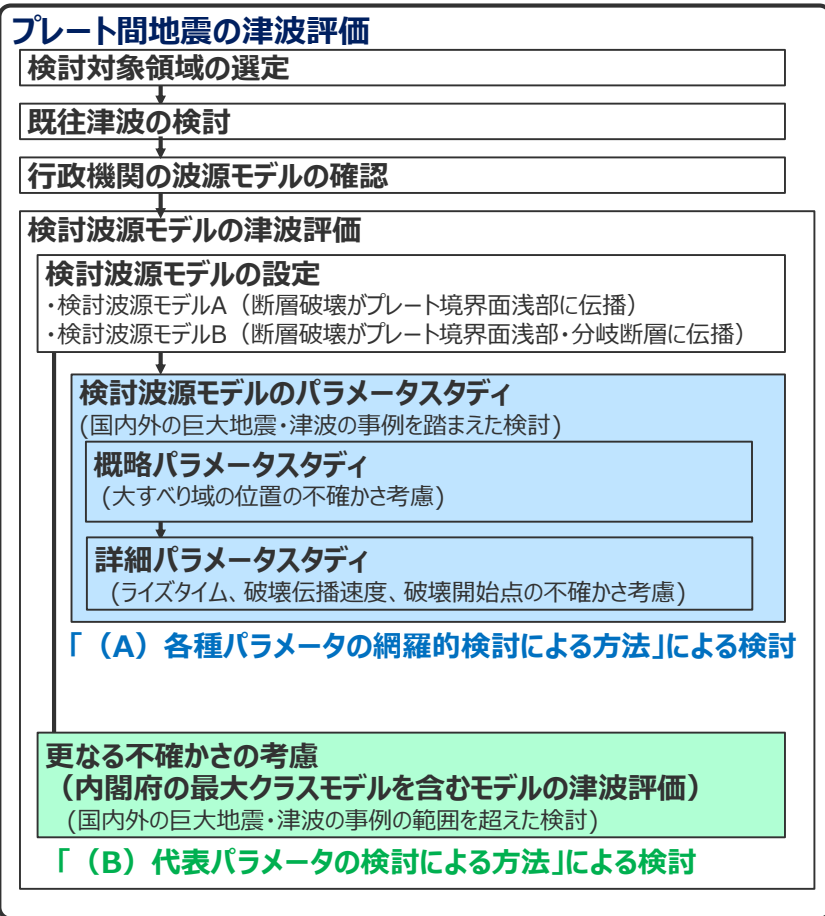 プレート間地震の津波評価
検討対象領域の選定
既往津波の検討
行政機関の波源モデルの確認
検討波源モデルの津波評価
検討波源モデルの設定
・検討波源モデルA（断層破壊がプレート境界面浅部に伝播）
・検討波源モデルB（断層破壊がプレート境界面浅部・分岐断層に伝播）
検討波源モデルのパラメータスタディ
(国内外の巨大地震・津波の事例を踏まえた検討)
概略パラメータスタディ
(大すべり域の位置の不確かさ考慮)
詳細パラメータスタディ
(ライズタイム、破壊伝播速度、破壊開始点の不確かさ考慮)
「（A）各種パラメータの網羅的検討による方法」による検討
更なる不確かさの考慮
（内閣府の最大クラスモデルを含むモデルの津波評価）
(国内外の巨大地震・津波の事例の範囲を超えた検討)
「（B）代表パラメータの検討による方法」による検討